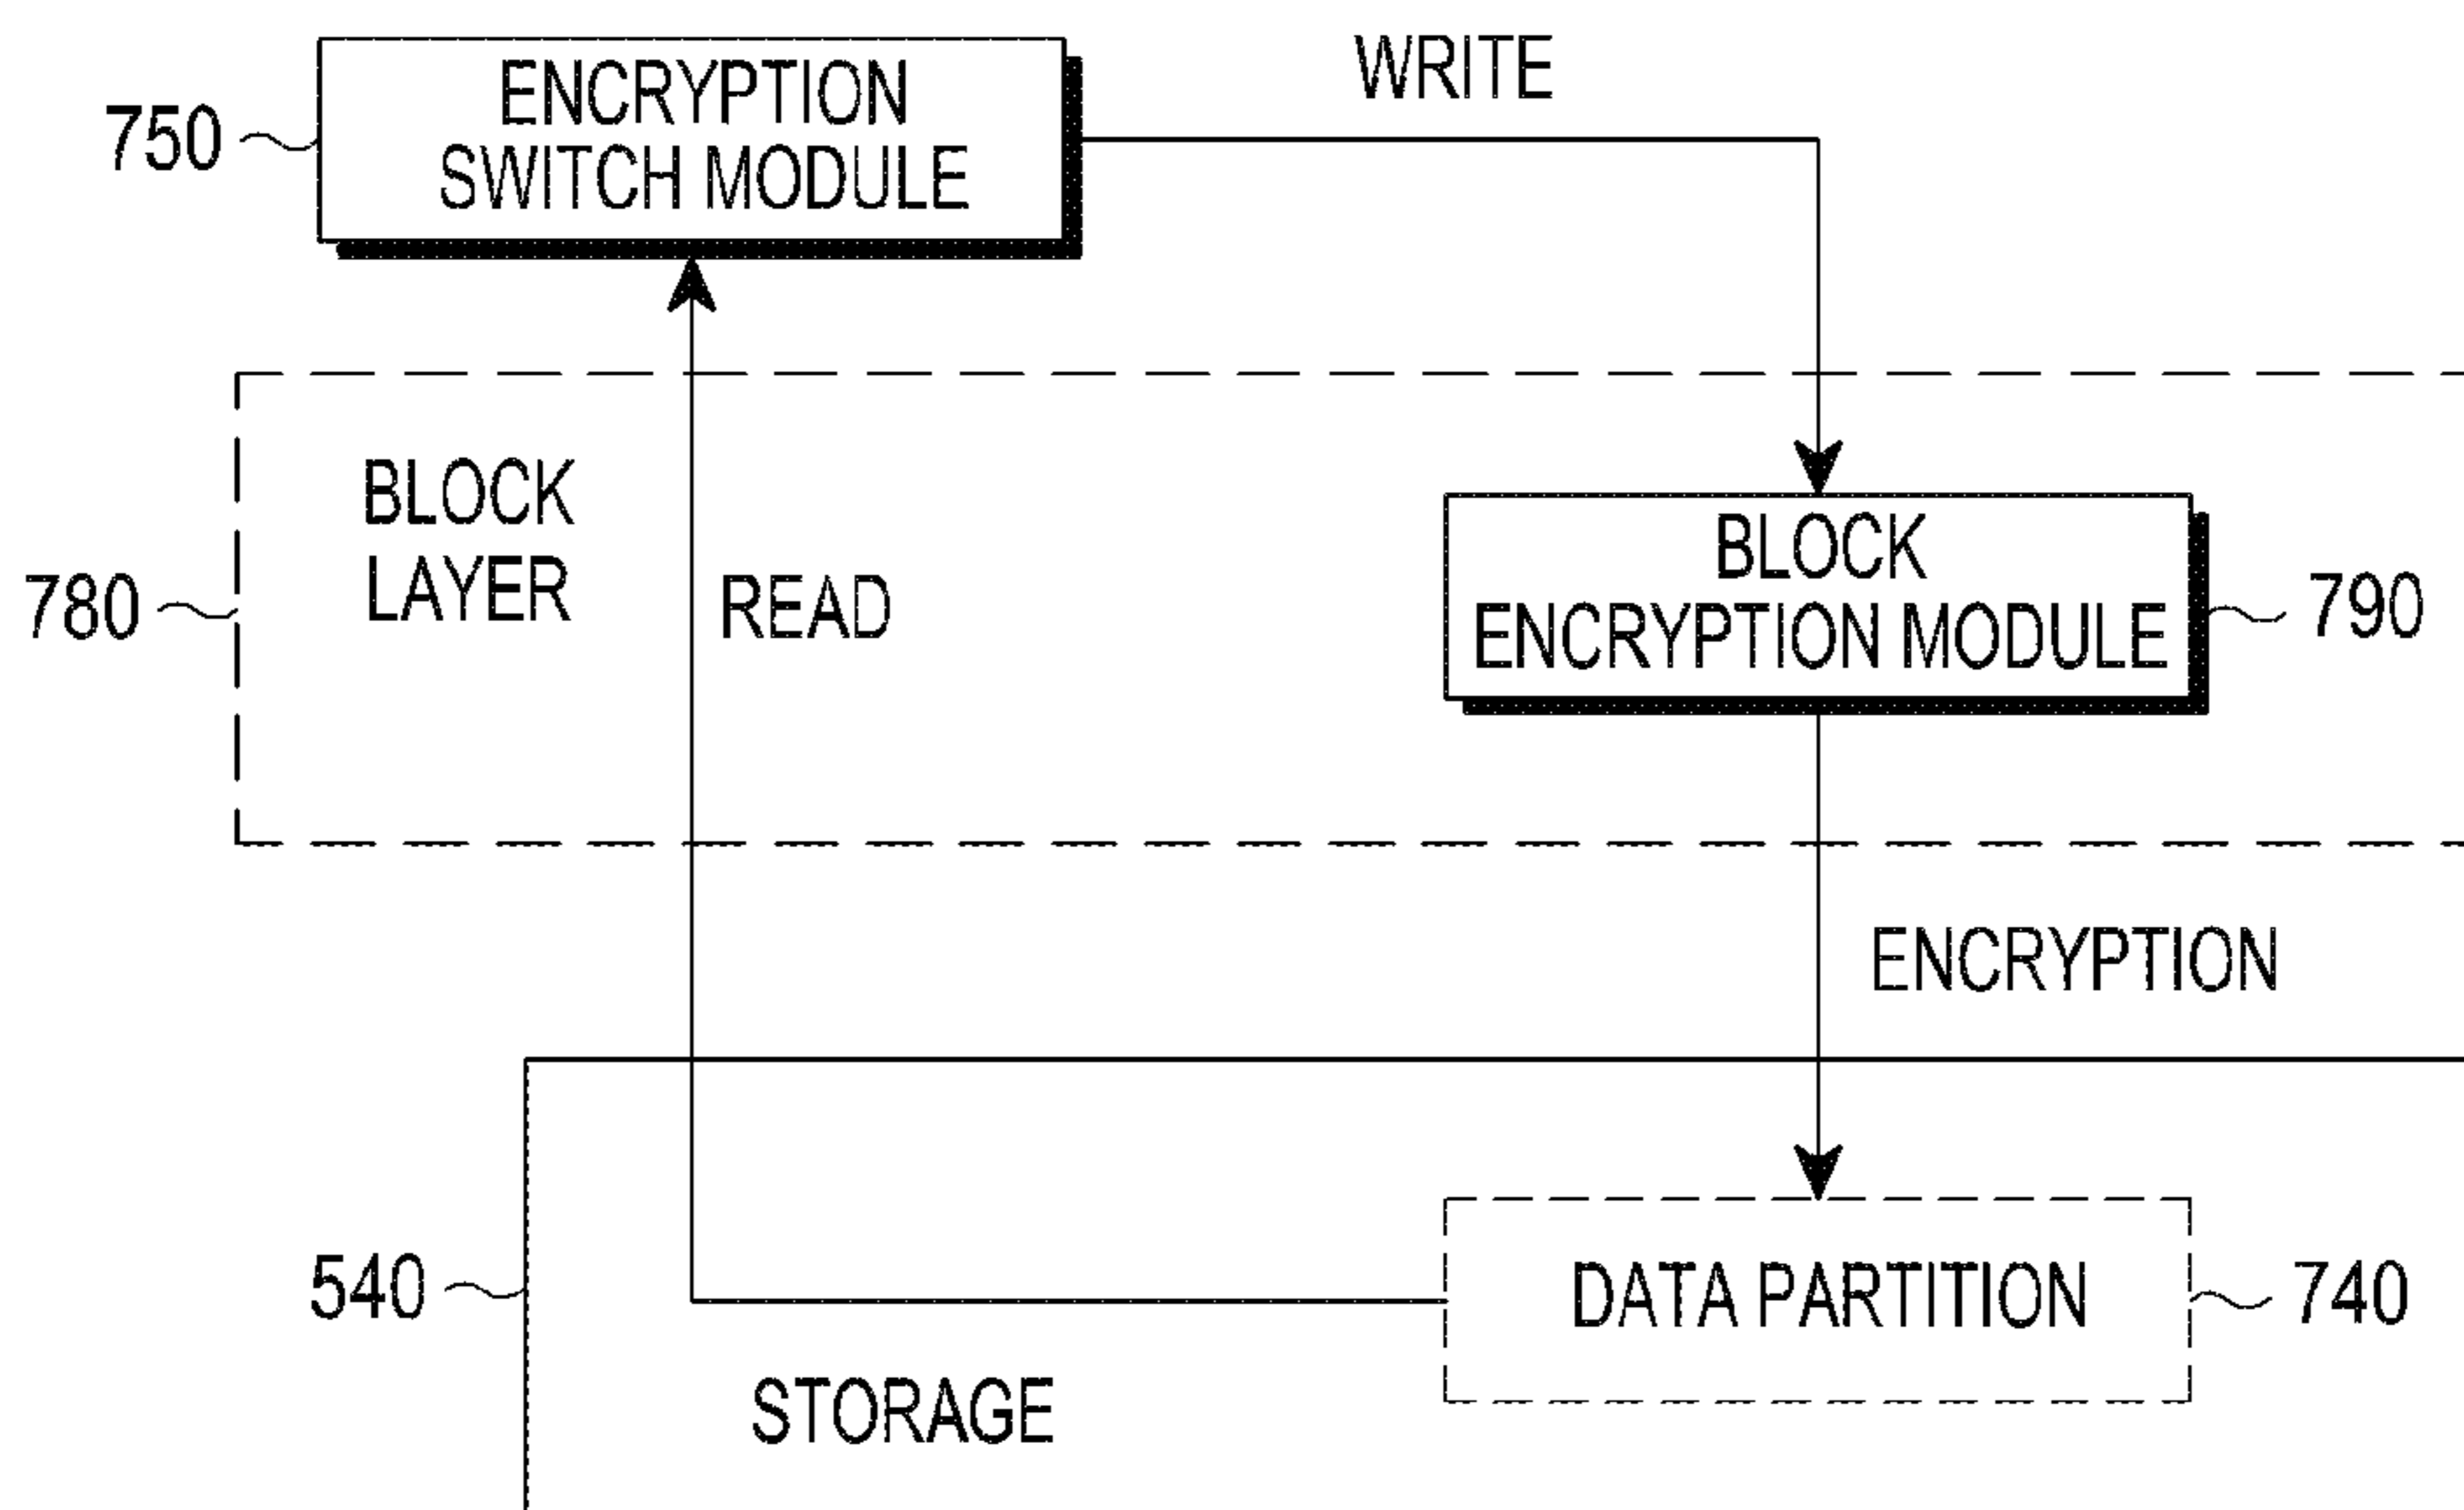 WRITE
ENCRYPTION
SWITCH MODULE
750
BLOCK
LAYER
780
READ
BLOCK
ENCRYPTION MODULE
790
ENCRYPTION
540
DATA PARTITION
740
STORAGE